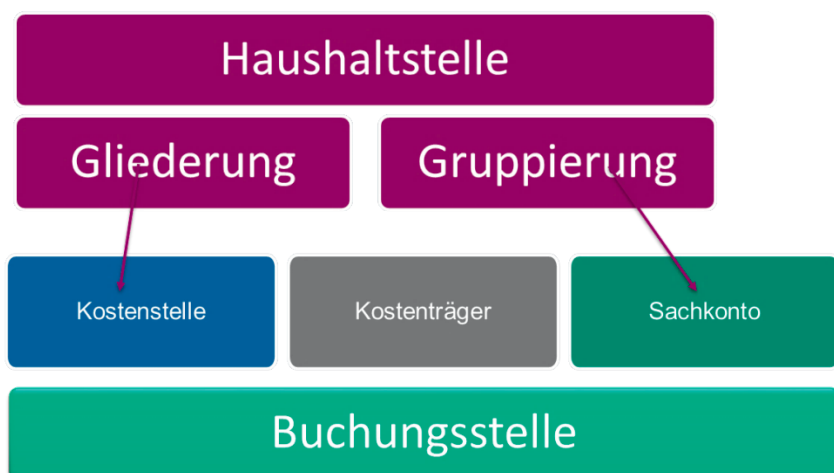 Haushaltstelle
Gliederung
Gruppierung
Kostenstelle
Kostenträger
Sachkonto
Buchungsstelle